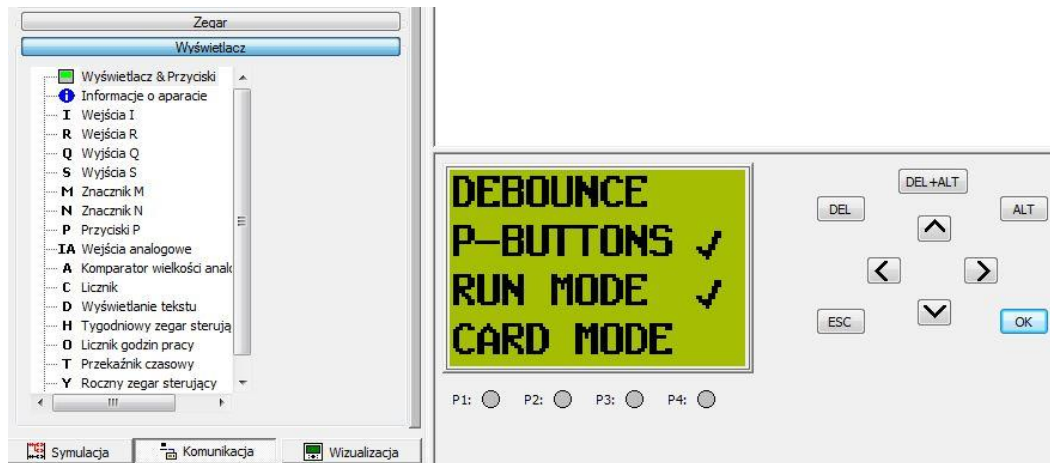 Zegar
Wyświetlacz
Wyświetlacz & Przyciski
Informacje o aparacie
I Wejścia I
R Wejścia R
Q Wyjścia Q
S Wyjścia S
M Znacznik M
N Znacznik N
P Przyciski P
IA Wejścia analogowe
A Komparator wielkości analo
C Licznik
D Wyświetlanie tekstu
H Tygodniowy zegar sterują
O Licznik godzin pracy
T Przekaźnik czasowy
Y Roczny zegar sterujący
Symulacja Komunikacja Wizualizacja
DEBOUNCE
P-BUTTONS ✓
RUN MODE ✓
CARD MODE
P1: P2: P3: P4:
DEL+ALT
DEL ALT
ESC OK